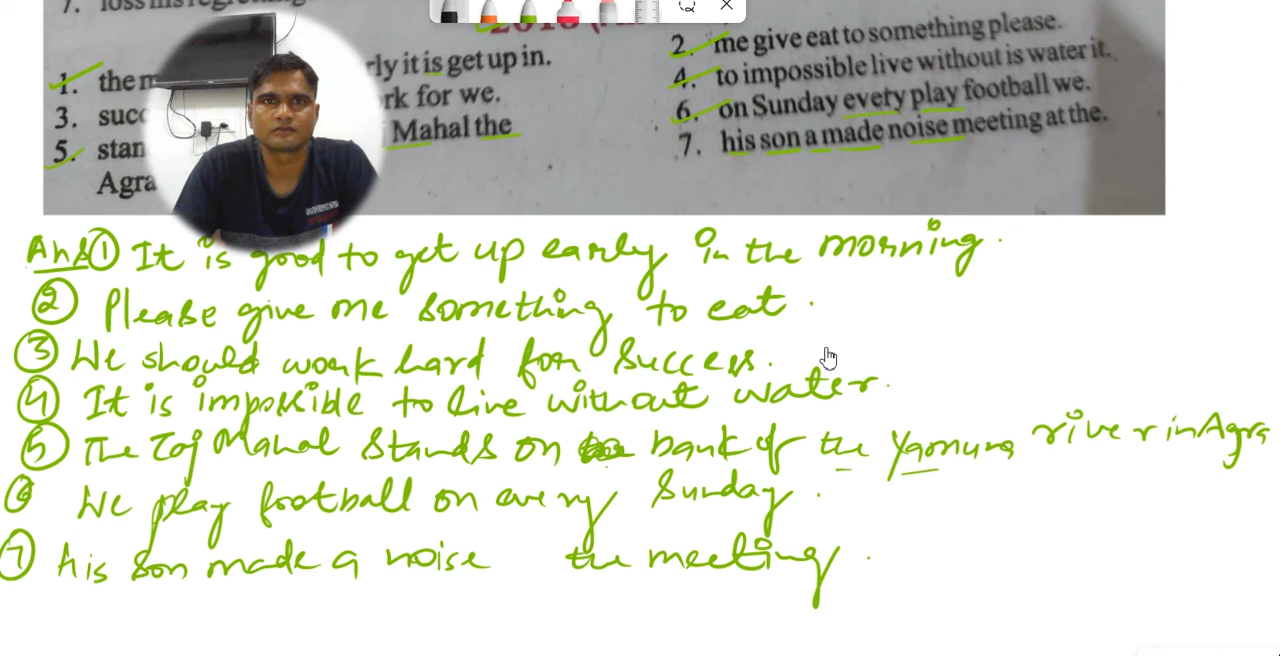 7. loss his regre
1. the m rly it is get up in.
2. me give eat to something please.
3. succ rk for we.
4. to impossible live without is water it.
5. stan Mahal the
Agra
6. on Sunday every play football we.
7. his son a made noise meeting at the.
Ans ① It is good to get up early in the morning.
② Please give me something to eat.
③ We should work hard for success.
④ It is impossible to live without water.
⑤ The Taj Mahal stands on bank of the Yamuna river in Agra
⑥ We play football on every Sunday.
⑦ his son made a noise the meeting.